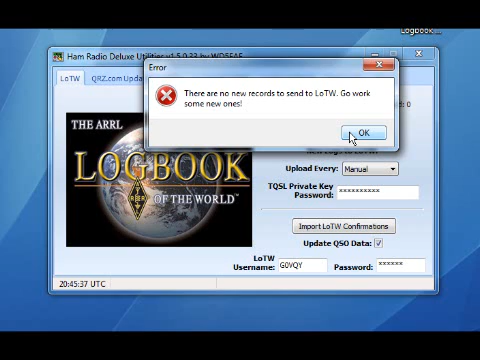 Logbook ...
Ham Radio Deluxe Utilities v1.5.0.33 by WD5EAE
Error
LoTW
QRZ.com Upda
There are no new records to send to LoTW. Go work
some new ones!
: 0
OK
THE ARRL
LOGBOOK
OF THE WORLD
Upload Every: Manual
TQSL Private Key
Password: **********
Import LoTW Confirmations
Update QSO Data:
LoTW
Username: G0VQY Password: ******
20:45:37 UTC